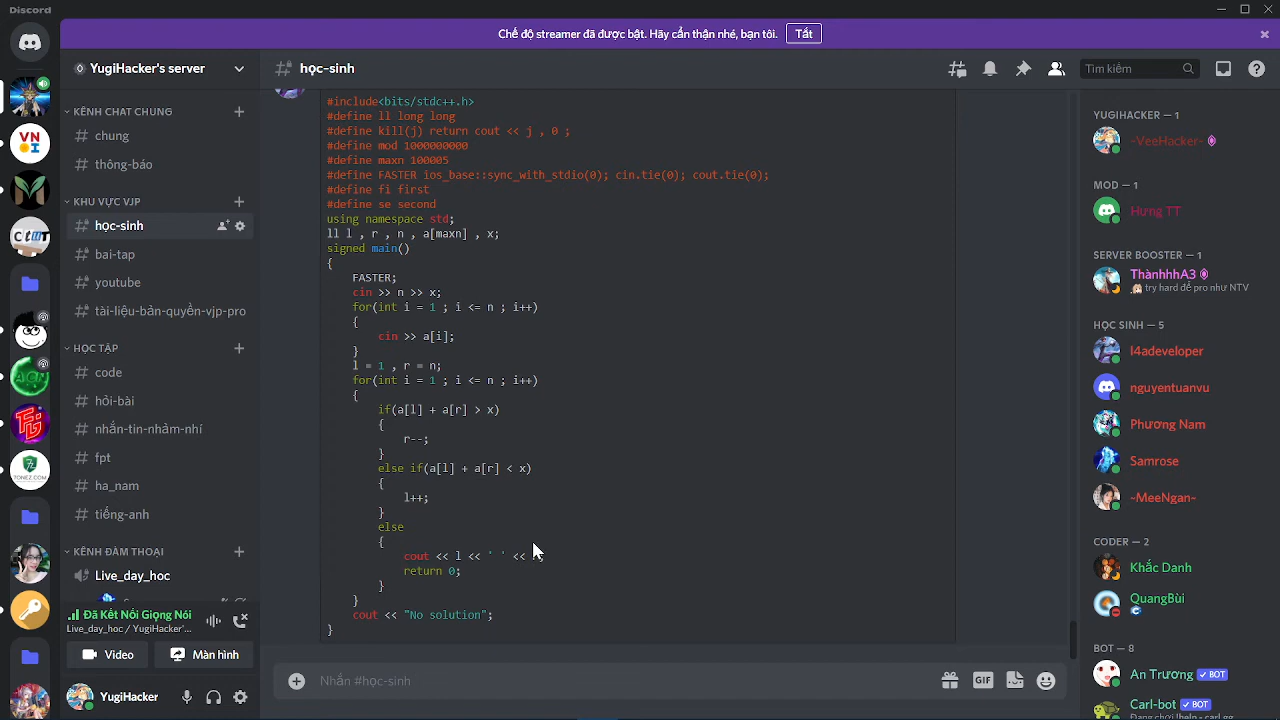 Discord
Chế độ streamer đã được bật. Hãy cẩn thận nhé, bạn tôi.
Tắt
YugiHacker's server
học-sinh
Tìm kiếm
KÊNH CHAT CHUNG
chung
thông-báo
KHU VỰC VJP
học-sinh
bai-tap
youtube
tài-liệu-bản-quyền-vjp-pro
HỌC TẬP
code
hỏi-bài
nhắn-tin-nhảm-nhí
fpt
ha_nam
tiếng-anh
KÊNH ĐÀM THOẠI
Live_day_hoc
Đã Kết Nối Giọng Nói
Live_day_hoc / YugiHacker'...
Video
Màn hình
YugiHacker
#include<bits/stdc++.h>
#define ll long long
#define kill(j) return cout << j , 0 ;
#define mod 1000000000
#define maxn 100005
#define FASTER ios_base::sync_with_stdio(0); cin.tie(0); cout.tie(0);
#define fi first
#define se second
using namespace std;
ll l , r , n , a[maxn] , x;
signed main()
{
    FASTER;
    cin >> n >> x;
    for(int i = 1 ; i <= n ; i++)
    {
        cin >> a[i];
    }
    l = 1 , r = n;
    for(int i = 1 ; i <= n ; i++)
    {
        if(a[l] + a[r] > x)
        {
            r--;
        }
        else if(a[l] + a[r] < x)
        {
            l++;
        }
        else
        {
            cout << l << ' ' <<
            return 0;
        }
    }
    cout << "No solution";
}
Nhắn #học-sinh
GIF
YUGIHACKER — 1
~VeeHacker~
MOD — 1
Hưng TT
SERVER BOOSTER — 1
ThànhhhA3
try hard để pro như NTV
HỌC SINH — 5
l4adeveloper
nguyentuanvu
Phương Nam
Samrose
~MeeNgan~
CODER — 2
Khắc Danh
QuangBùi
BOT — 8
An Trương BOT
Carl-bot BOT